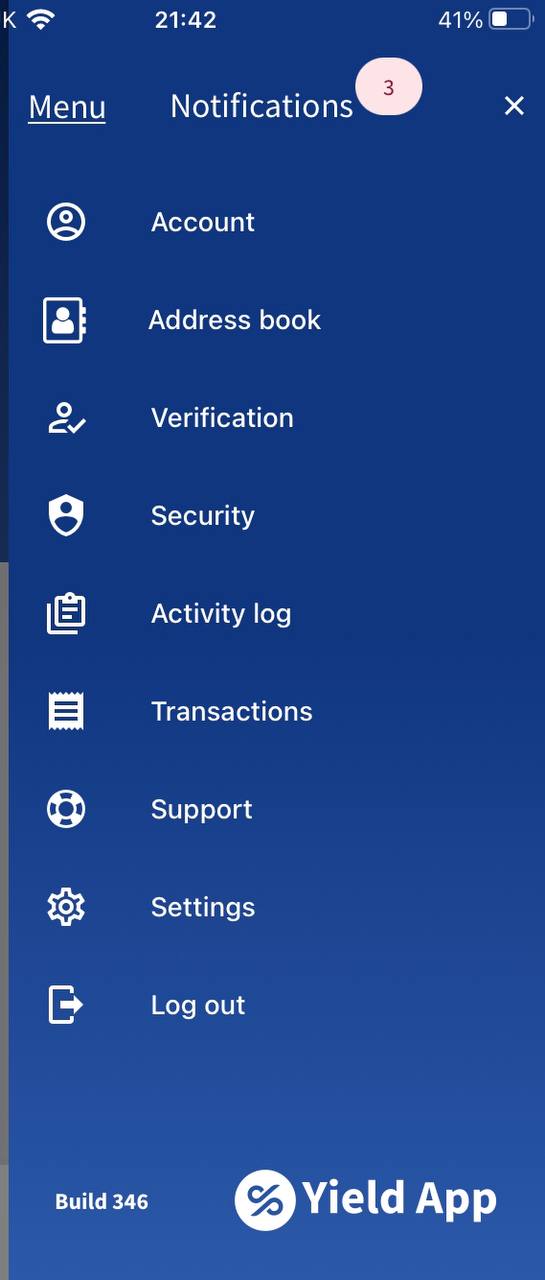 K 21:42 41%
Menu Notifications 3
Account
Address book
Verification
Security
Activity log
Transactions
Support
Settings
Log out
Build 346 Yield App